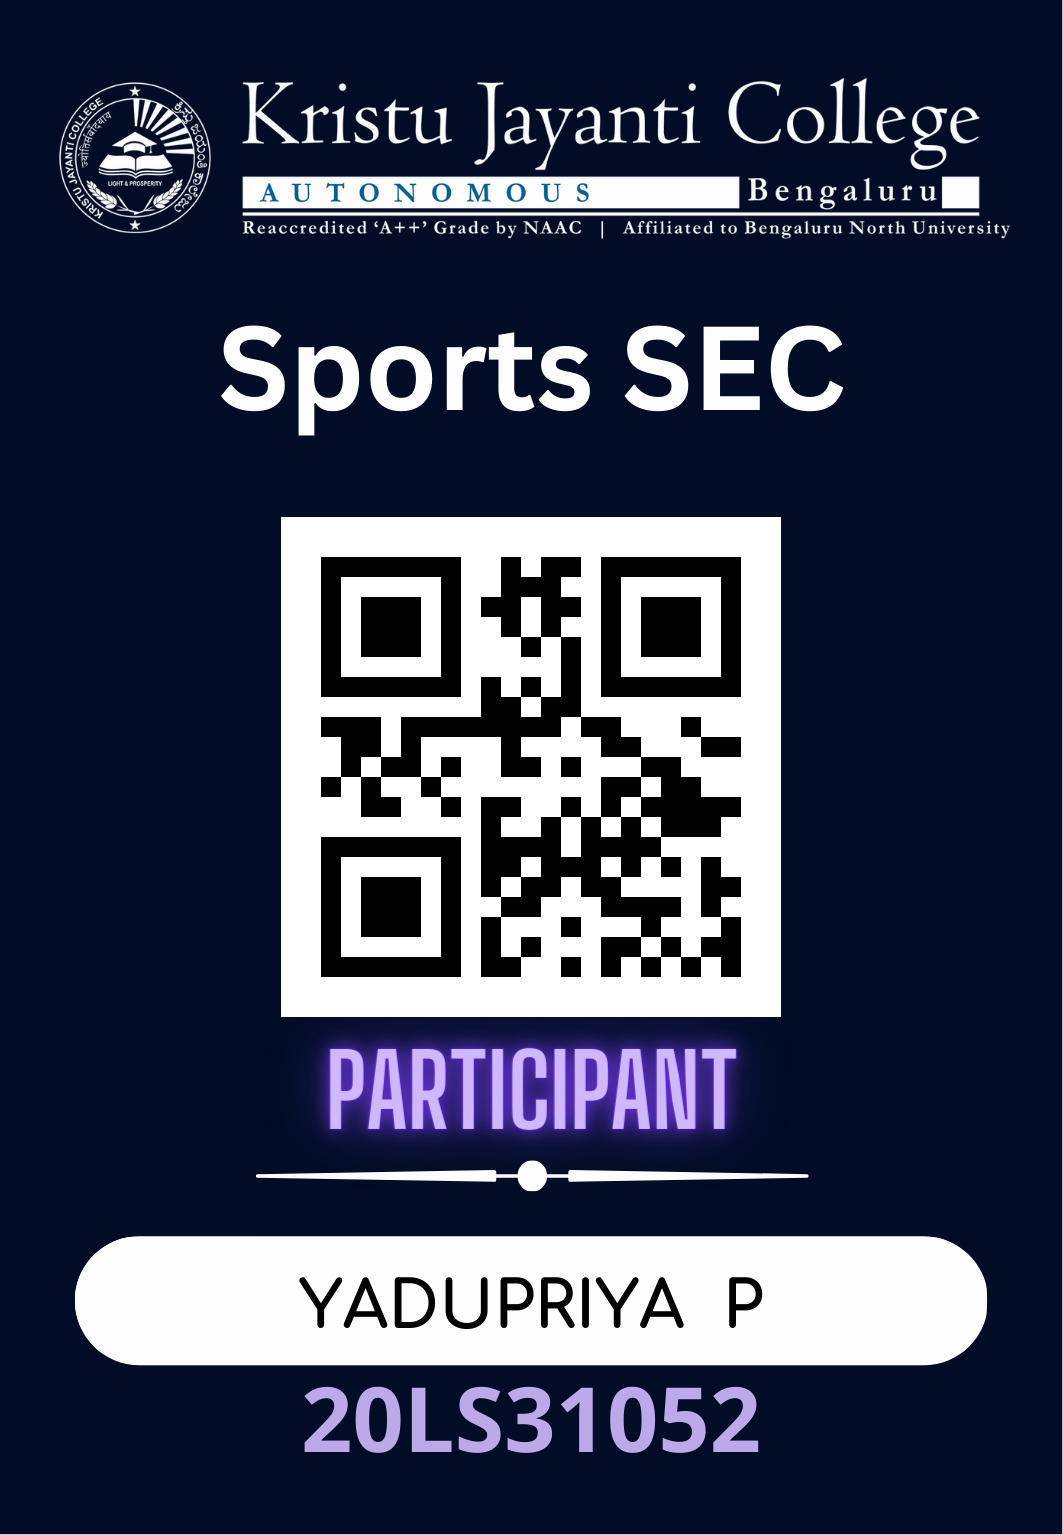 KRISTU JAYANTI COLLEGE
LIGHT & PROSPERITY
Kristu Jayanti College
AUTONOMOUS Bengaluru
Reaccredited ‘A++’ Grade by NAAC | Affiliated to Bengaluru North University
Sports SEC
PARTICIPANT
YADUPRIYA P
20LS31052